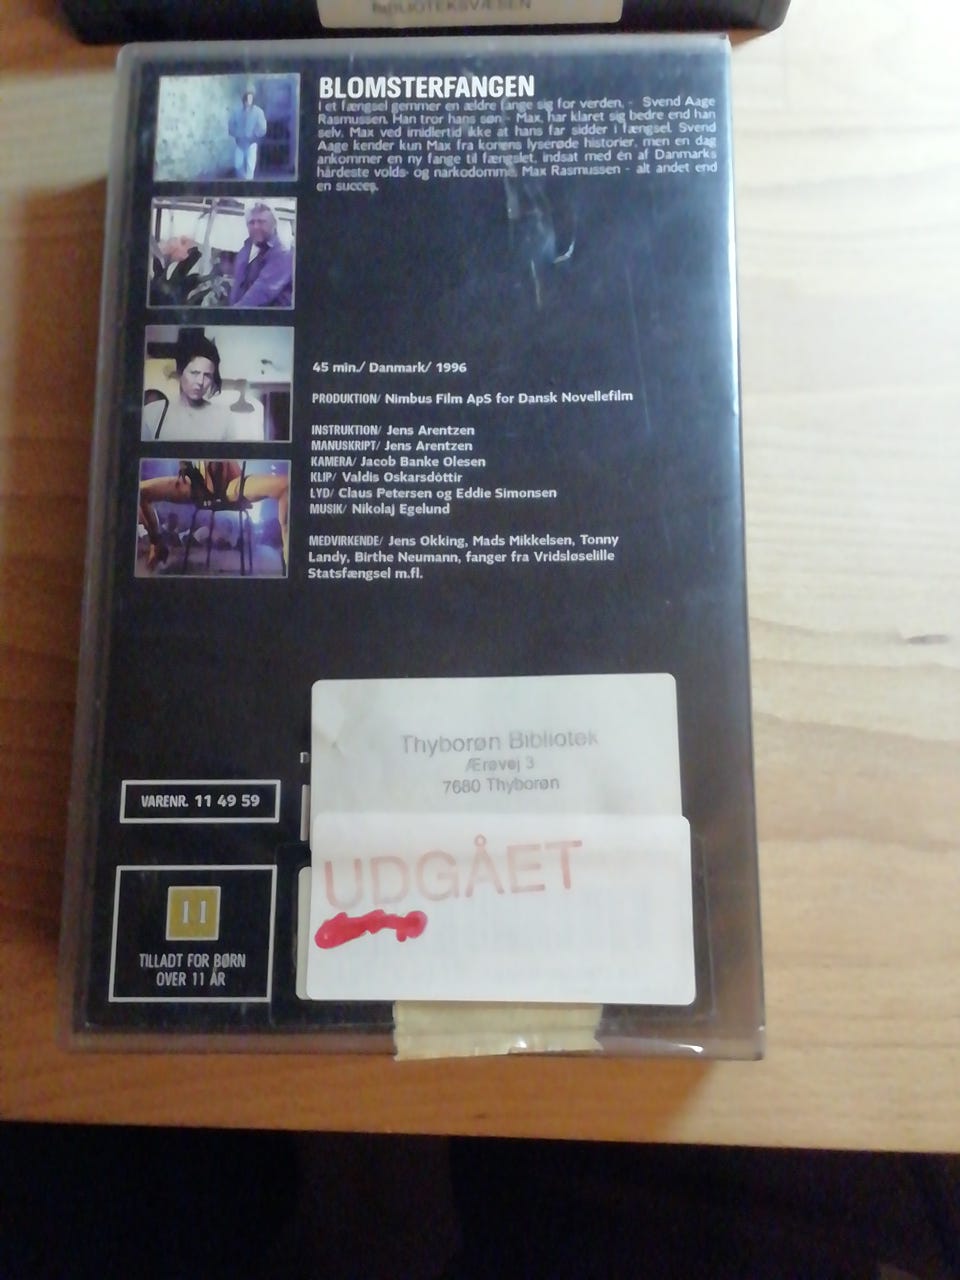 BIBLIOTEKSVÆSEN
BLOMSTERFANGEN
I et fængsel gemmer en ældre fange sig for verden, - Svend Aage
Rasmussen. Han tror hans søn - Max, har klaret sig bedre end han
selv. Max ved imidlertid ikke at hans far sidder i fængsel. Svend
Aage kender kun Max fra konens lyserøde historier, men en dag
ankommer en ny fange til fængslet, indsat med én af Danmarks
hårdeste volds- og narkodomme, Max Rasmussen - alt andet end
en succes.
45 min./ Danmark/ 1996
PRODUKTION/ Nimbus Film ApS for Dansk Novellefilm
INSTRUKTION/ Jens Arentzen
MANUSKRIPT/ Jens Arentzen
KAMERA/ Jacob Banke Olesen
KLIP/ Valdis Oskarsdóttir
LYD/ Claus Petersen og Eddie Simonsen
MUSIK/ Nikolaj Egelund
MEDVIRKENDE/ Jens Okking, Mads Mikkelsen, Tonny
Landy, Birthe Neumann, fanger fra Vridsløselille
Statsfængsel m.fl.
Thyborøn Bibliotek
Ærøvej 3
7680 Thyborøn
VARENR. 11 49 59
UDGÅET
11
TILLADT FOR BØRN
OVER 11 ÅR